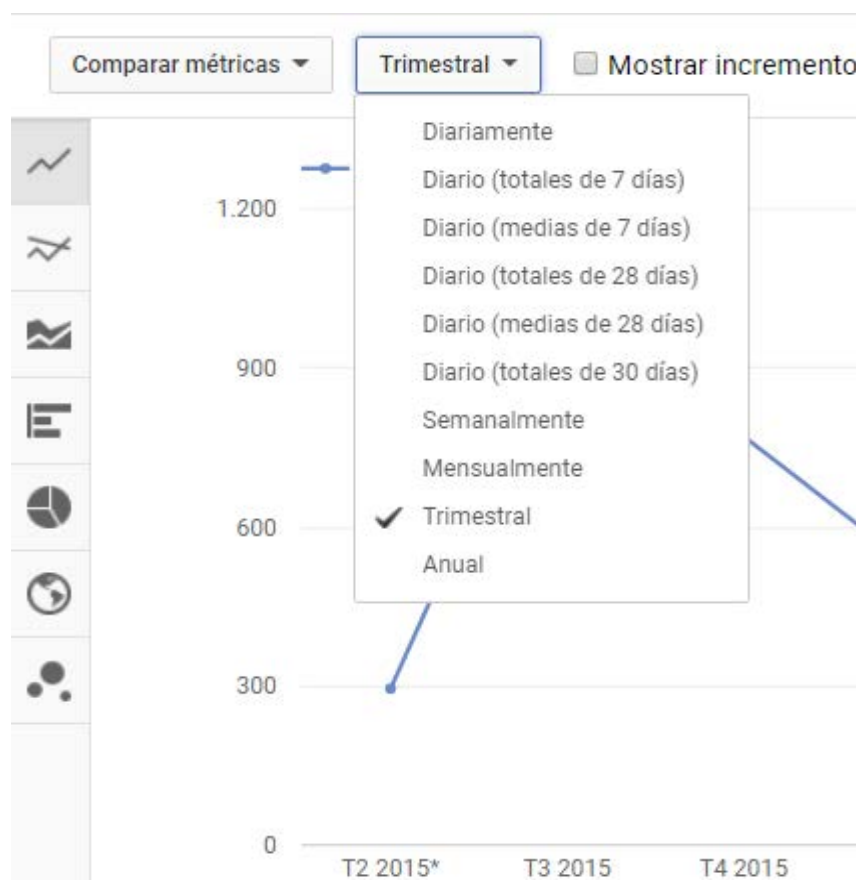 Comparar métricas Trimestral Mostrar incremento
Diariamente
Diario (totales de 7 días)
Diario (medias de 7 días)
Diario (totales de 28 días)
Diario (medias de 28 días)
Diario (totales de 30 días)
Semanalmente
Mensualmente
Trimestral
Anual
1.200
900
600
300
0
T2 2015* T3 2015 T4 2015